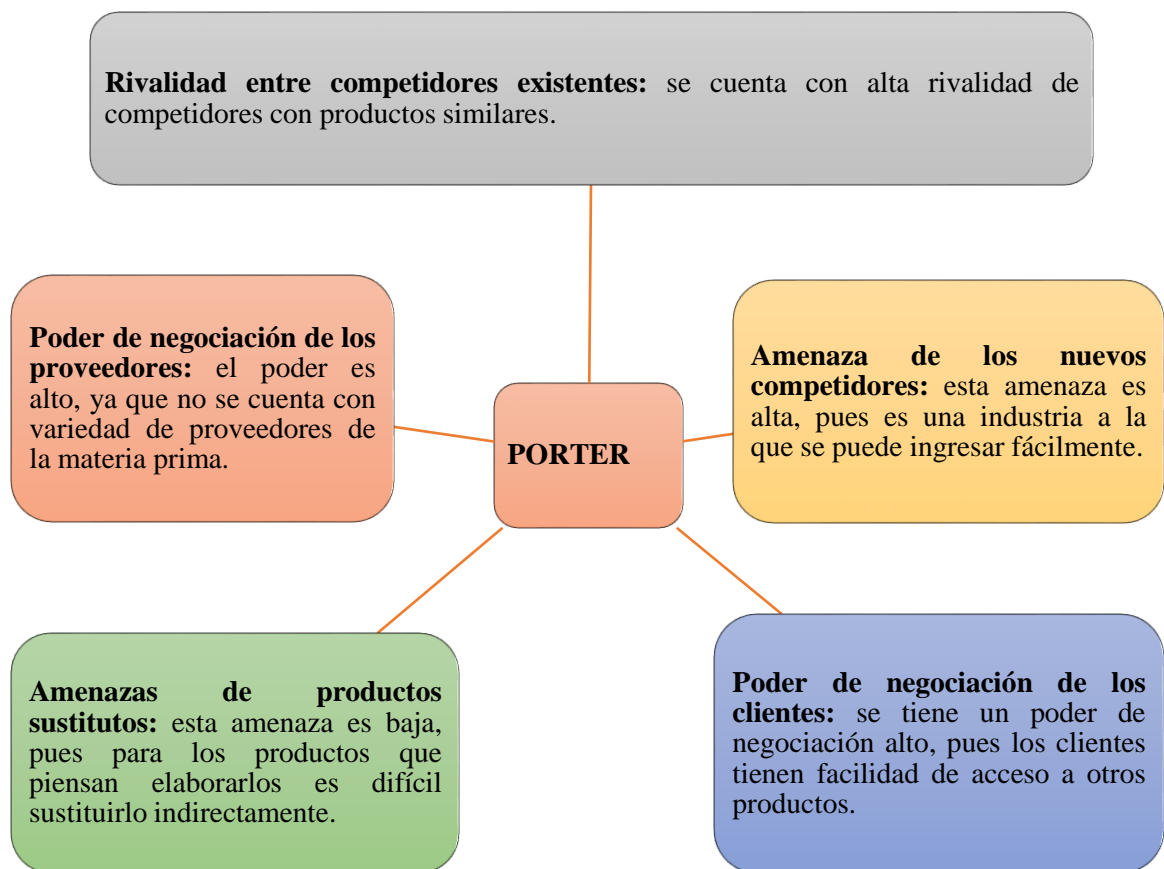 Rivalidad entre competidores existentes: se cuenta con alta rivalidad de
competidores con productos similares.
Poder de negociación de los
proveedores: el poder es
alto, ya que no se cuenta con
variedad de proveedores de
la materia prima.
Amenaza de los nuevos
competidores: esta amenaza es
alta, pues es una industria a la
que se puede ingresar fácilmente.
PORTER
Amenazas de productos
sustitutos: esta amenaza es baja,
pues para los productos que
piensan elaborarlos es difícil
sustituirlo indirectamente.
Poder de negociación de los
clientes: se tiene un poder de
negociación alto, pues los clientes
tienen facilidad de acceso a otros
productos.